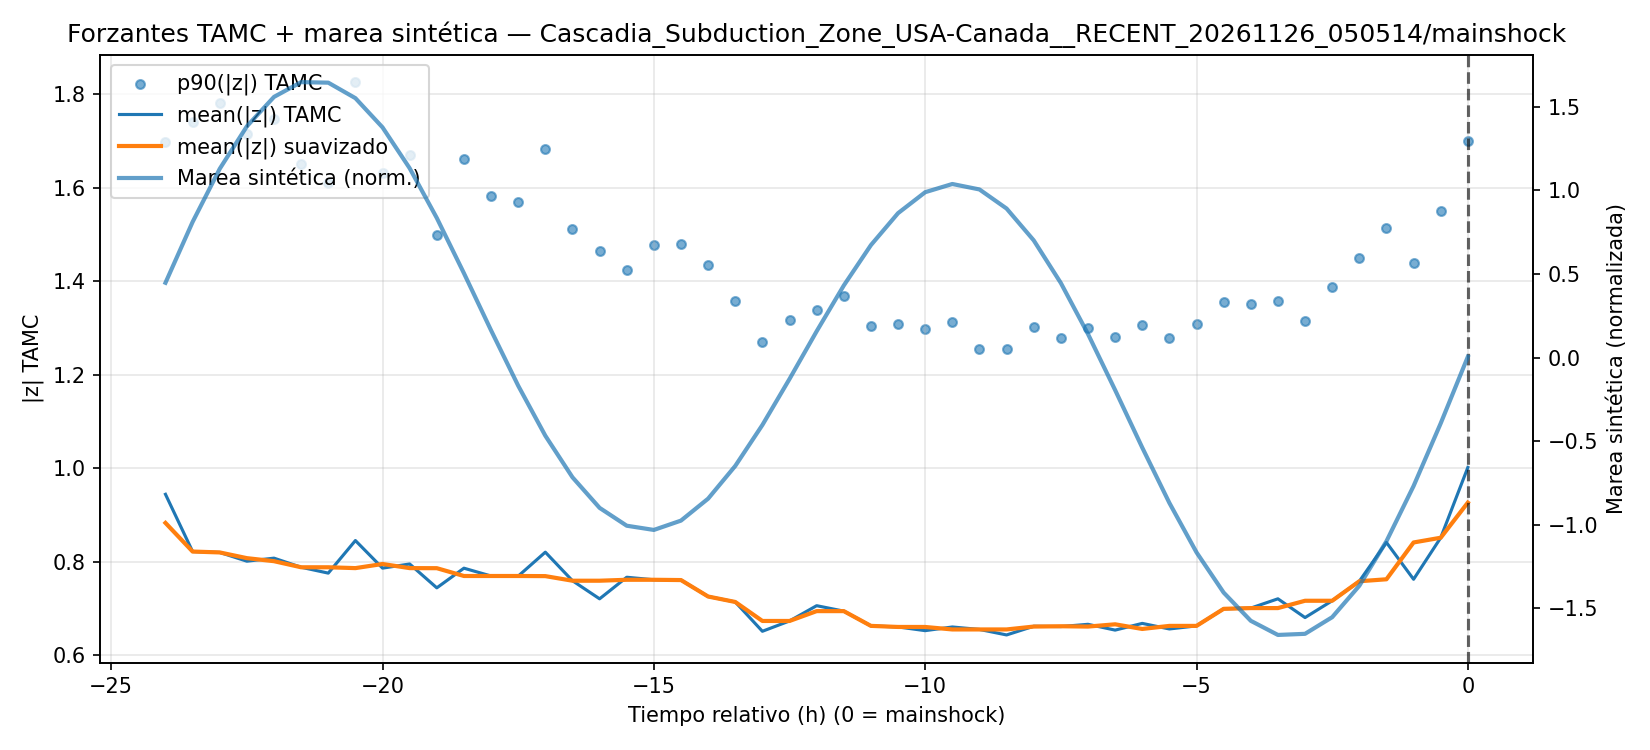 Forzantes TAMC + marea sintética — Cascadia_Subduction_Zone_USA-Canada__RECENT_20261126_050514/mainshock
p90(|z|) TAMC
mean(|z|) TAMC
mean(|z|) suavizado
Marea sintética (norm.)
|z| TAMC
1.8
1.6
1.4
1.2
1.0
0.8
0.6
1.5
1.0
0.5
0.0
−0.5
−1.0
−1.5
Marea sintética (normalizada)
−25 −20 −15 −10 −5 0
Tiempo relativo (h) (0 = mainshock)